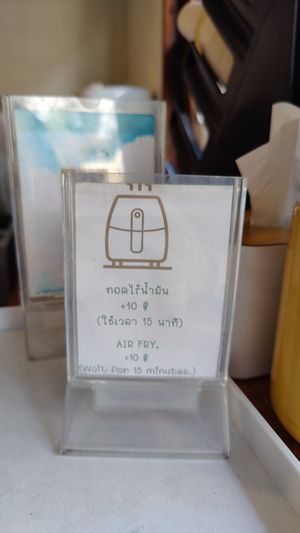 ทอดไร้น้ำมัน
+10 ฿
(ใช้เวลา 15 นาที)
AIR FRY.
+10 ฿
(Wait for 15 minutes.)